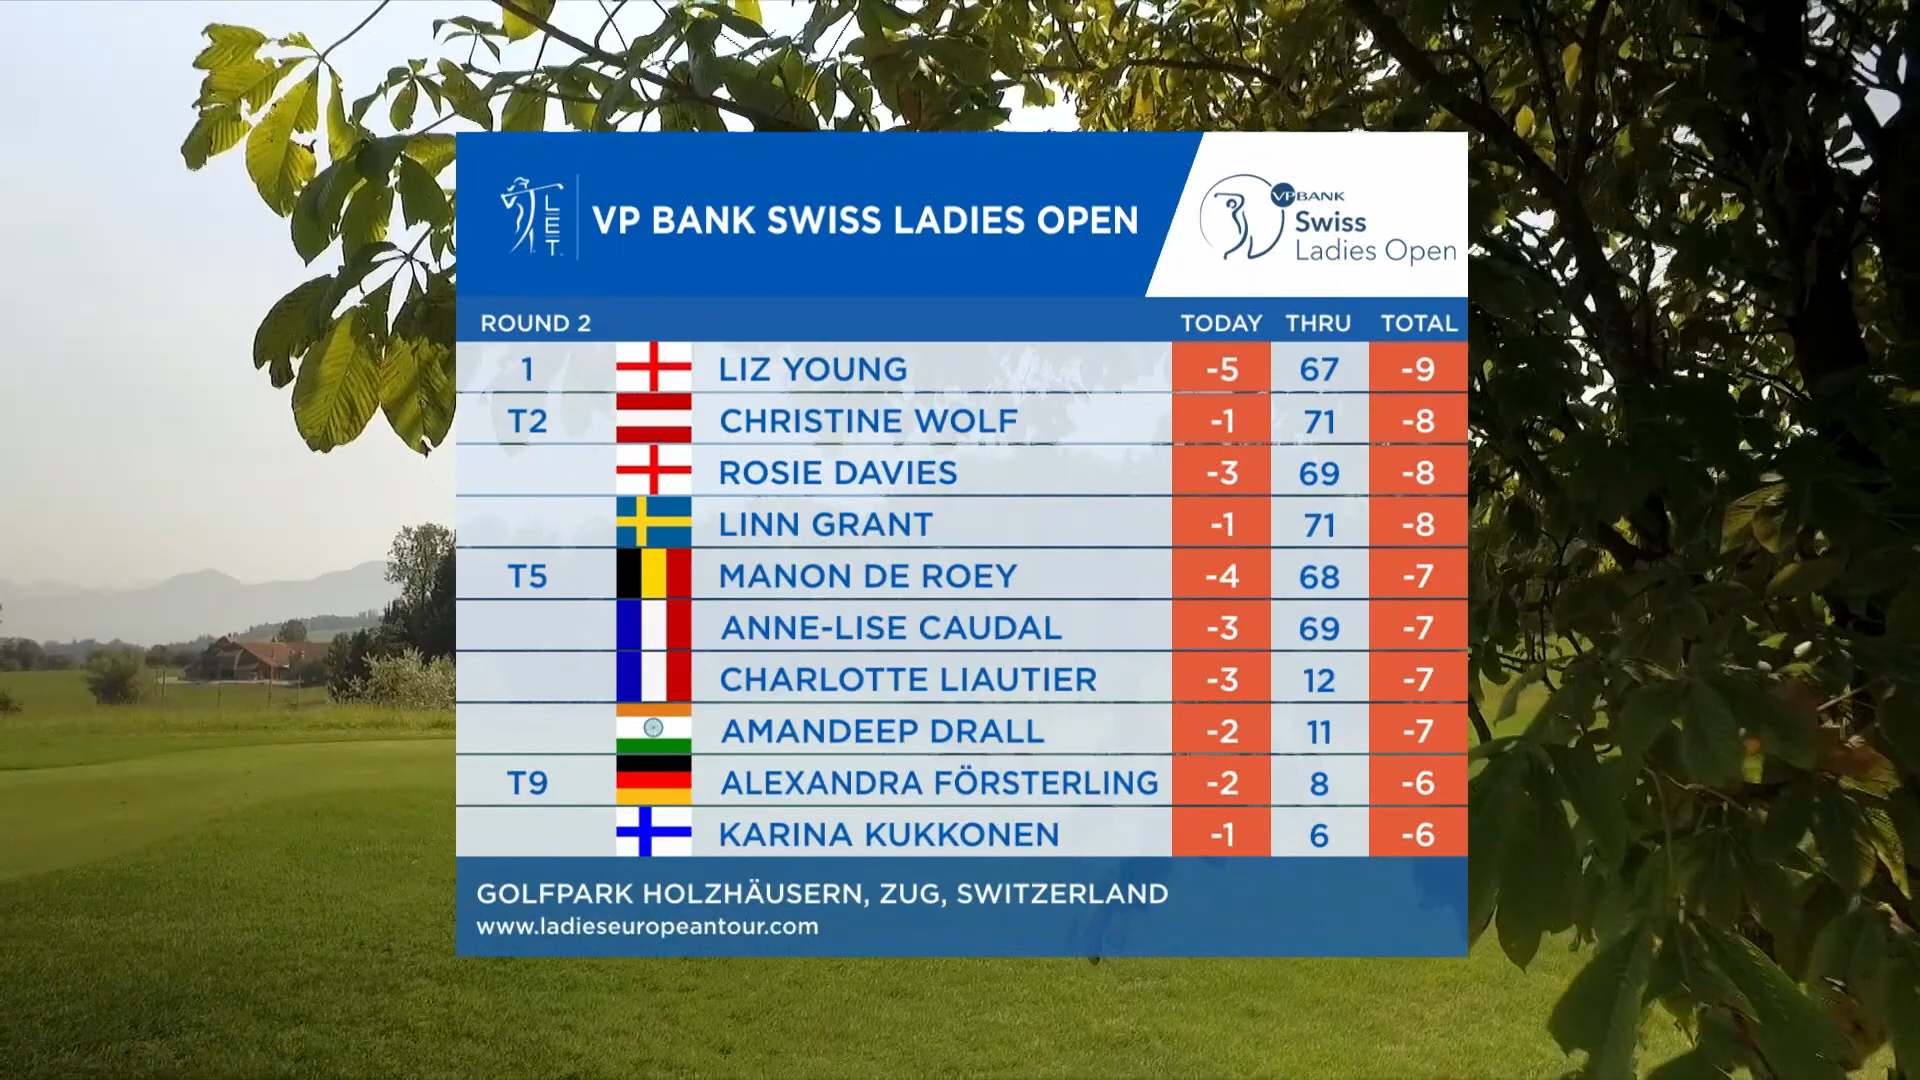 LET
VP BANK SWISS LADIES OPEN
VP BANK
Swiss
Ladies Open
ROUND 2 TODAY THRU TOTAL
1 LIZ YOUNG -5 67 -9
T2 CHRISTINE WOLF -1 71 -8
ROSIE DAVIES -3 69 -8
LINN GRANT -1 71 -8
T5 MANON DE ROEY -4 68 -7
ANNE-LISE CAUDAL -3 69 -7
CHARLOTTE LIAUTIER -3 12 -7
AMANDEEP DRALL -2 11 -7
T9 ALEXANDRA FÖRSTERLING -2 8 -6
KARINA KUKKONEN -1 6 -6
GOLFPARK HOLZHÄUSERN, ZUG, SWITZERLAND
www.ladieseuropeantour.com